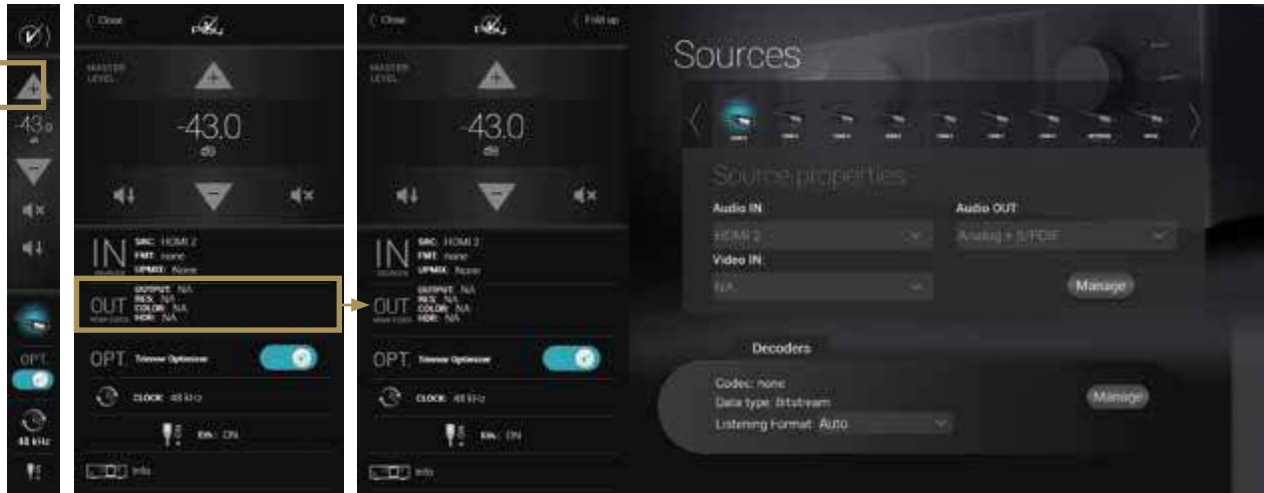 -43.0
dB
OPT.
48 kHz
Close
MASTER
LEVEL
-43.0
dB
IN
SRC: HDMI 2
FMT: none
UPMIX: None
OUT
OUTPUT: NA
RES: NA
COLOR: NA
HDR: NA
OPT. Trinnov Optimizer
CLOCK: 48 kHz
ON
Info
Close
Fold up
MASTER
LEVEL
-43.0
dB
IN
SRC: HDMI 2
FMT: none
UPMIX: None
OUT
OUTPUT: NA
RES: NA
COLOR: NA
HDR: NA
OPT. Trinnov Optimizer
CLOCK: 48 kHz
ON
Info
Sources
Source properties
Audio IN:
Audio OUT:
HDMI 2
Analog + S/PDIF
Video IN:
NA
Manage
Decoders
Codec: none
Data type: Bitstream
Manage
Listening Format: Auto